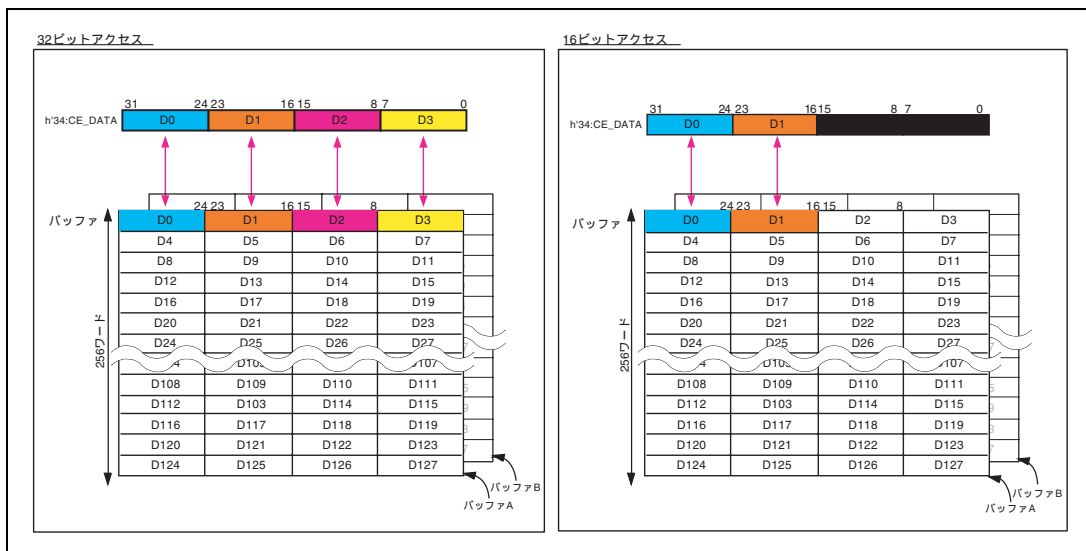 32ビットアクセス
31 24 23 16 15 8 7 0
h'34:CE_DATA D0 D1 D2 D3
24 23 16 15 8
バッファ D0 D1 D2 D3
D4 D5 D6 D7
D8 D9 D10 D11
D12 D13 D14 D15
D16 D17 D18 D19
D20 D21 D22 D23
D24 D25 D26 D27
256ワード
D108 D109 D110 D111
D112 D103 D114 D115
D116 D117 D118 D119
D120 D121 D122 D123
D124 D125 D126 D127
バッファB
バッファA
16ビットアクセス
31 24 23 16 15 8 7 0
h'34:CE_DATA D0 D1
24 23 16 15 8
バッファ D0 D1 D2 D3
D4 D5 D6 D7
D8 D9 D10 D11
D12 D13 D14 D15
D16 D17 D18 D19
D20 D21 D22 D23
D24 D25 D26 D27
256ワード
D108 D109 D110 D111
D112 D103 D114 D115
D116 D117 D118 D119
D120 D121 D122 D123
D124 D125 D126 D127
バッファB
バッファA